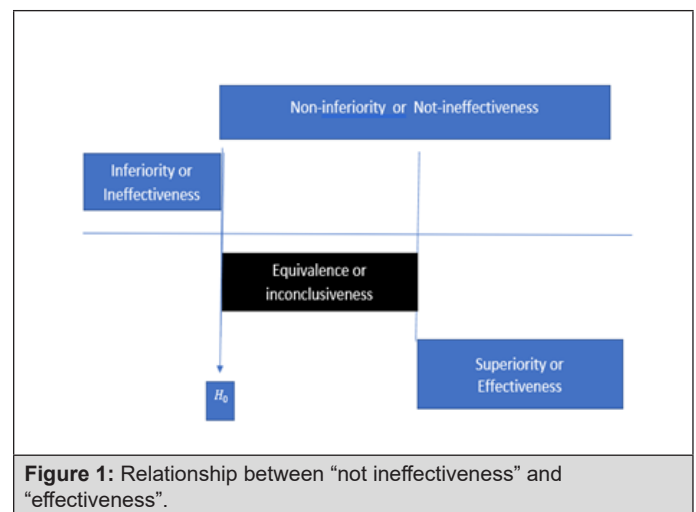 Non-inferiority or Not-ineffectiveness
Inferiority or
Ineffectiveness
Equivalence or
inconclusiveness
Superiority or
Effectiveness
H₀
Figure 1: Relationship between “not ineffectiveness” and
“effectiveness”.